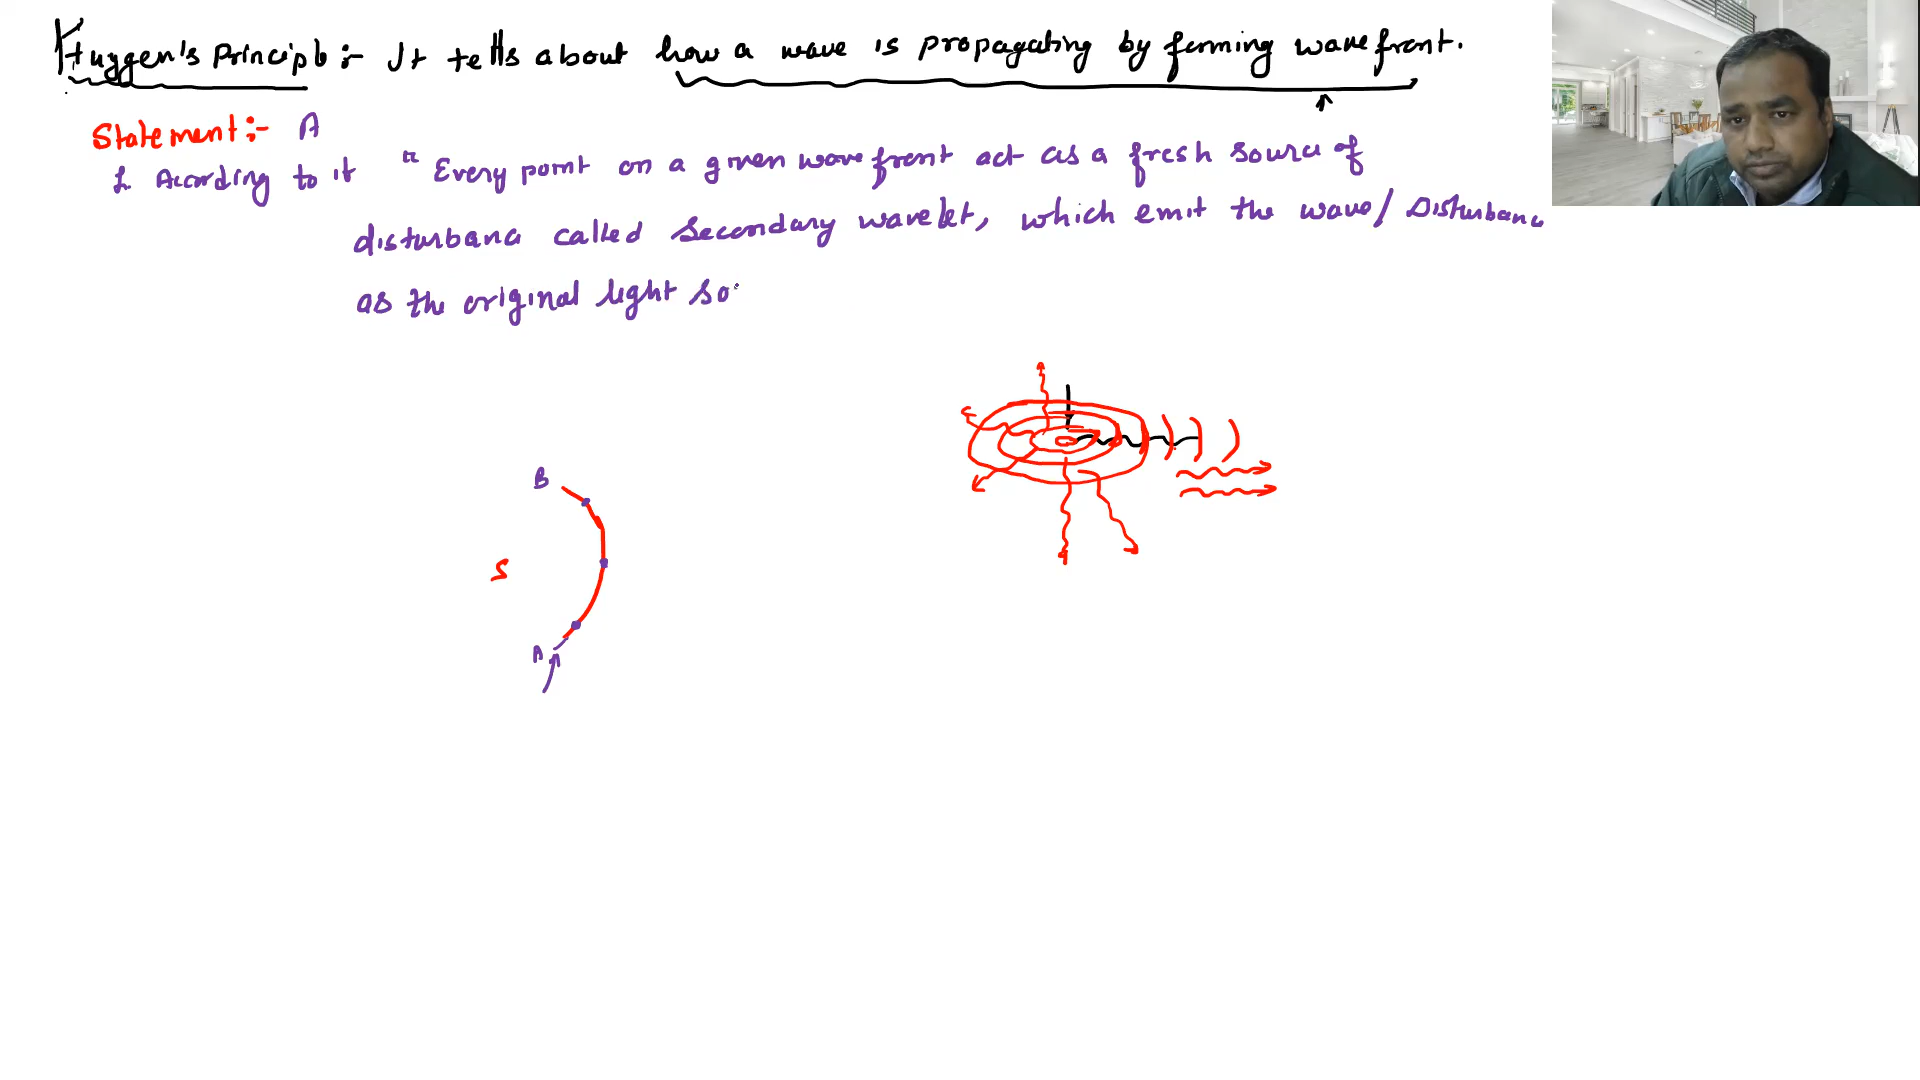 Huygen's Principle:- It tells about how a wave is propagating by forming wavefront.
Statement:- A
1. According to it "Every point on a given wavefront act as a fresh source of
disturbance called secondary wavelet, which emit the wave/Disturbance
as the original light so
B
S
A